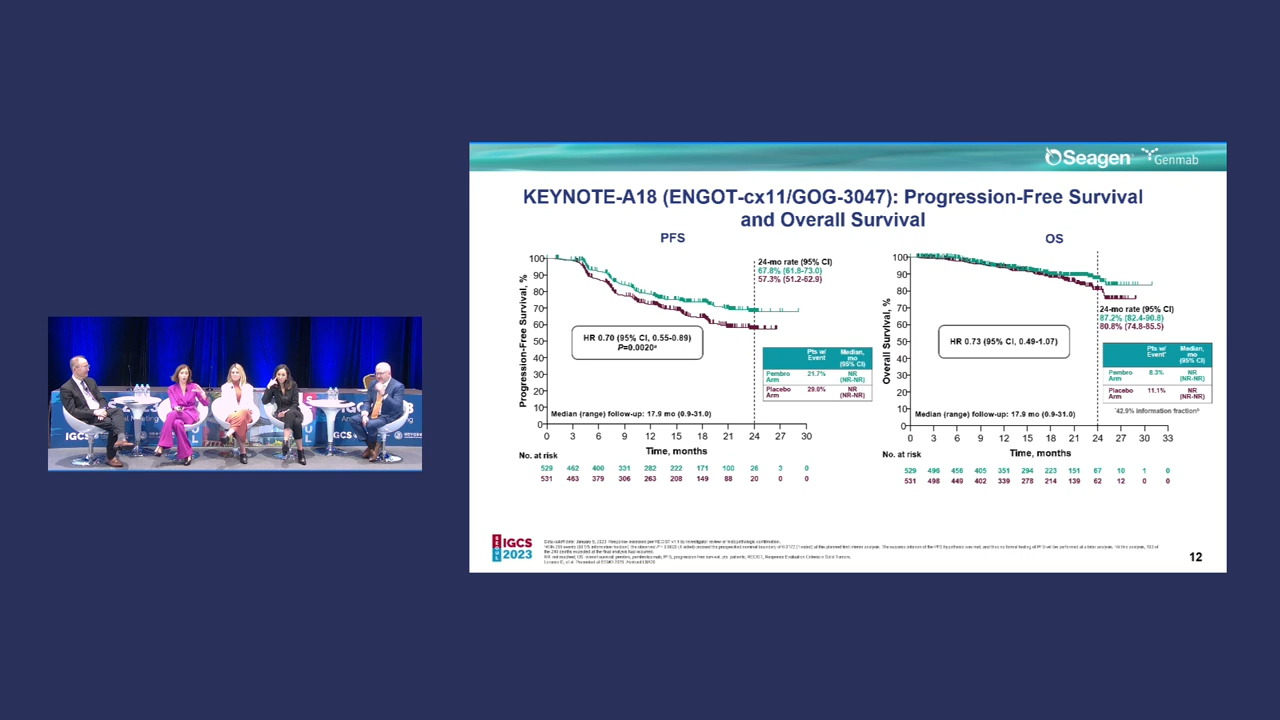 Seagen Genmab
KEYNOTE-A18 (ENGOT-cx11/GOG-3047): Progression-Free Survival
and Overall Survival
PFS
Progression-Free Survival, %
100
90
80
70
60
50
40
30
20
10
0
24-mo rate (95% CI)
67.8% (61.8-73.0)
57.3% (51.2-62.9)
HR 0.70 (95% CI, 0.55-0.89)
P=0.0020ᵃ
Pts w/ Event Median, mo (95% CI)
Pembro Arm 21.7% NR (NR-NR)
Placebo Arm 29.0% NR (NR-NR)
Median (range) follow-up: 17.9 mo (0.9-31.0)
0 3 6 9 12 15 18 21 24 27 30
Time, months
No. at risk
529 462 400 331 282 222 171 100 26 3 0
531 463 379 306 263 208 149 88 20 0 0
OS
Overall Survival, %
100
90
80
70
60
50
40
30
20
10
0
24-mo rate (95% CI)
87.2% (82.4-90.8)
80.8% (74.8-85.5)
HR 0.73 (95% CI, 0.49-1.07)
Pts w/ Event* Median, mo (95% CI)
Pembro Arm 8.3% NR (NR-NR)
Placebo Arm 11.1% NR (NR-NR)
*42.9% information fractionᵇ
Median (range) follow-up: 17.9 mo (0.9-31.0)
0 3 6 9 12 15 18 21 24 27 30 33
Time, months
No. at risk
529 496 456 405 351 294 223 151 67 10 1 0
531 498 449 402 339 278 214 139 62 12 0 0
IGCS
2023
12
IGCS